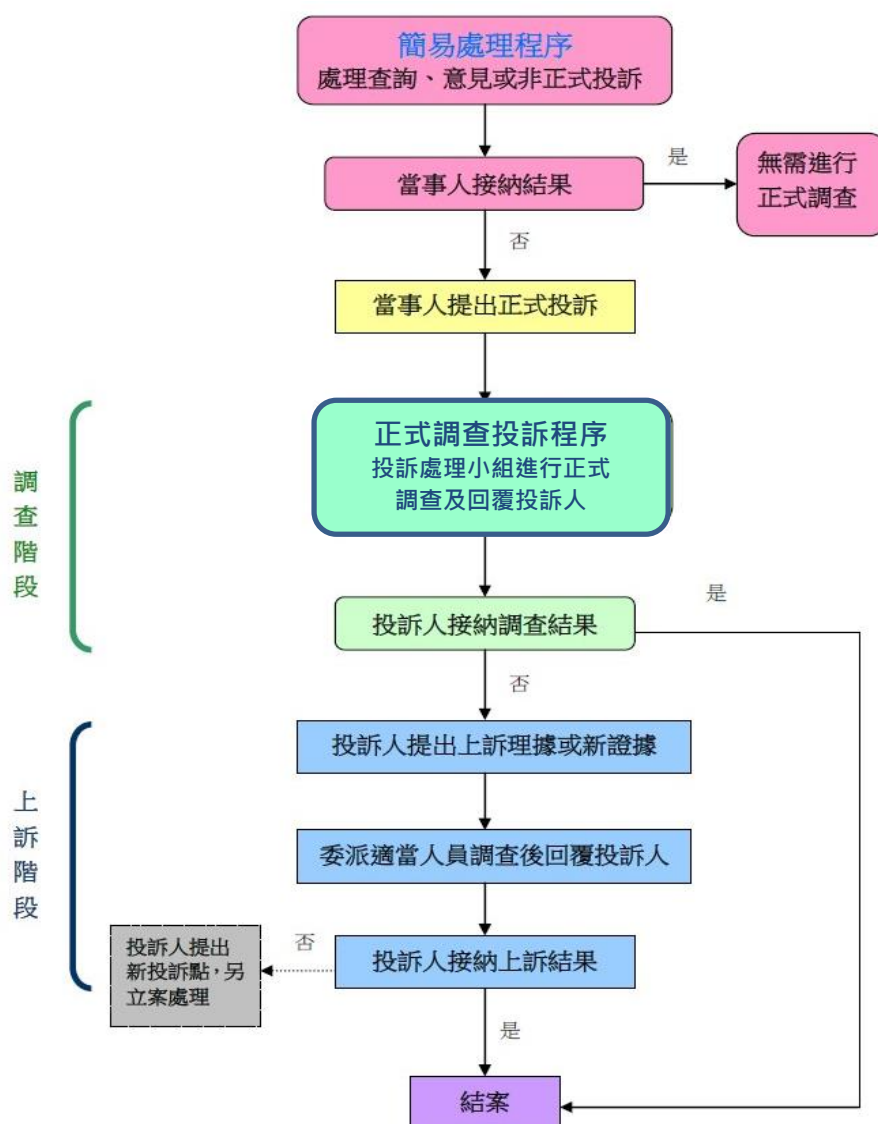 簡易處理程序
處理查詢、意見或非正式投訴
是
無需進行
正式調查
當事人接納結果
否
當事人提出正式投訴
調
查
階
段
正式調查投訴程序
投訴處理小組進行正式
調查及回覆投訴人
是
投訴人接納調查結果
否
上
訴
階
段
投訴人提出上訴理據或新證據
委派適當人員調查後回覆投訴人
否
投訴人提出
新投訴點，另
立案處理
投訴人接納上訴結果
是
結案